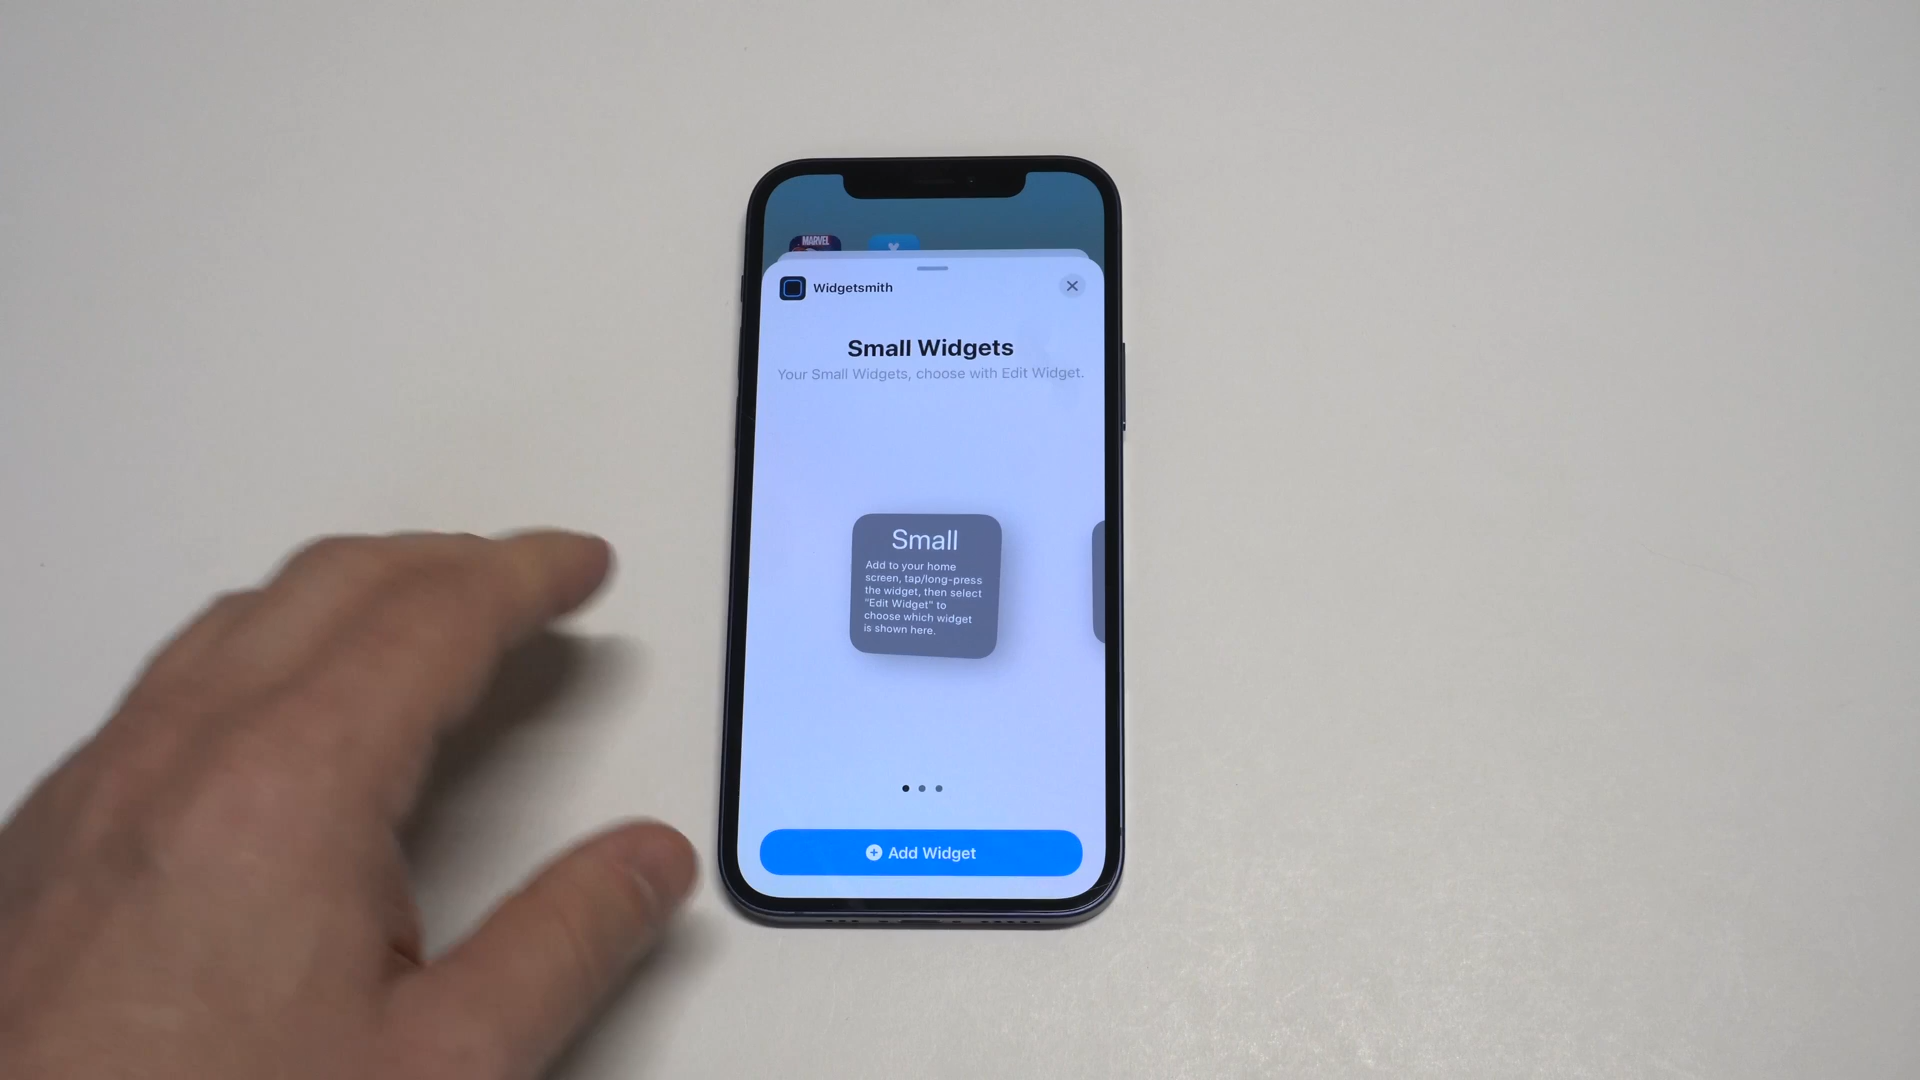 MARVEL
Widgetsmith
Small Widgets
Your Small Widgets, choose with Edit Widget.
Small
Add to your home
screen, tap/long-press
the widget, then select
"Edit Widget" to
choose which widget
is shown here.
Add Widget